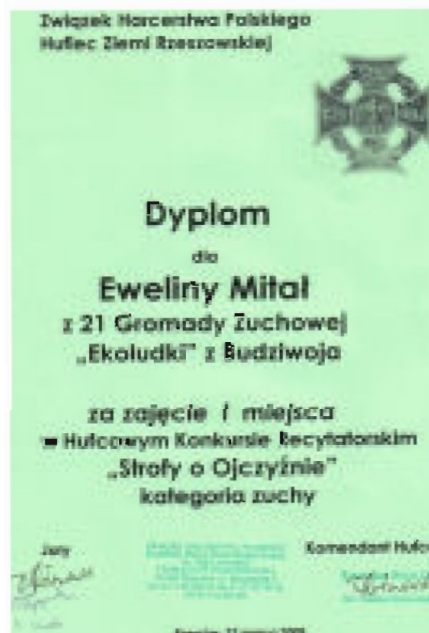 Związek Harcerstwa Polskiego
Hufiec Ziemi Rzeszowskiej
Dyplom
dla
Eweliny Mitał
z 21 Gromady Zuchowej
„Ekoludki” z Budziwoja
za zajęcie I miejsca
w Hufcowym Konkursie Recytatorskim
„Strofy o Ojczyźnie”
kategoria zuchy
Jury
Komendant Hufca